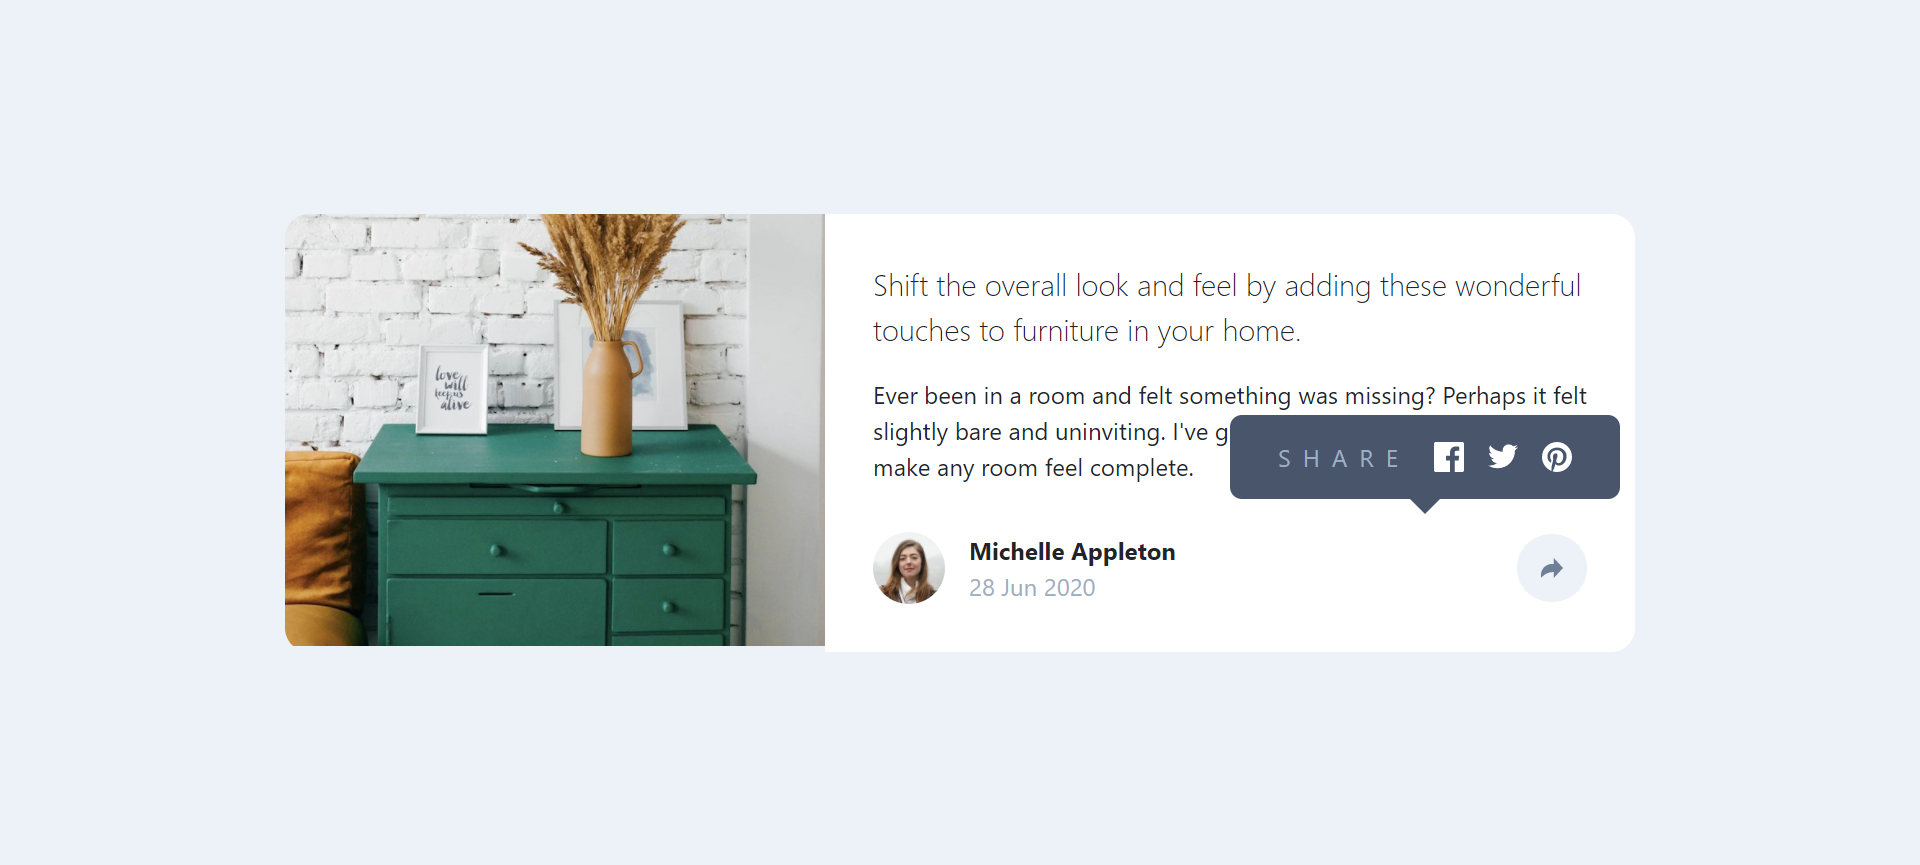 love
will
keep us
alive
Shift the overall look and feel by adding these wonderful
touches to furniture in your home.
Ever been in a room and felt something was missing? Perhaps it felt
slightly bare and uninviting. I've g
make any room feel complete.
SHARE
Michelle Appleton
28 Jun 2020